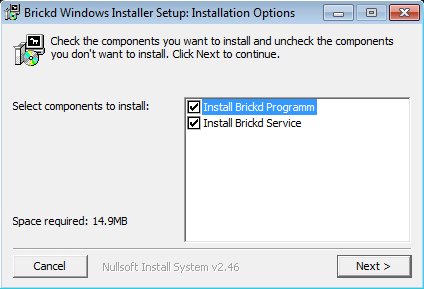 Brickd Windows Installer Setup: Installation Options
Check the components you want to install and uncheck the components
you don't want to install. Click Next to continue.
Select components to install:
Install Brickd Programm
Install Brickd Service
Space required: 14.9MB
Cancel
Nullsoft Install System v2.46
Next >